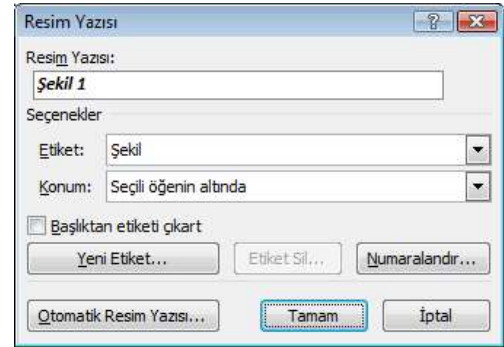 Resim Yazısı
Resim Yazısı:
Şekil 1
Seçenekler
Etiket: Şekil
Konum: Seçili öğenin altında
Başlıktan etiketi çıkart
Yeni Etiket... Etiket Sil... Numaralandır...
Otomatik Resim Yazısı... Tamam İptal